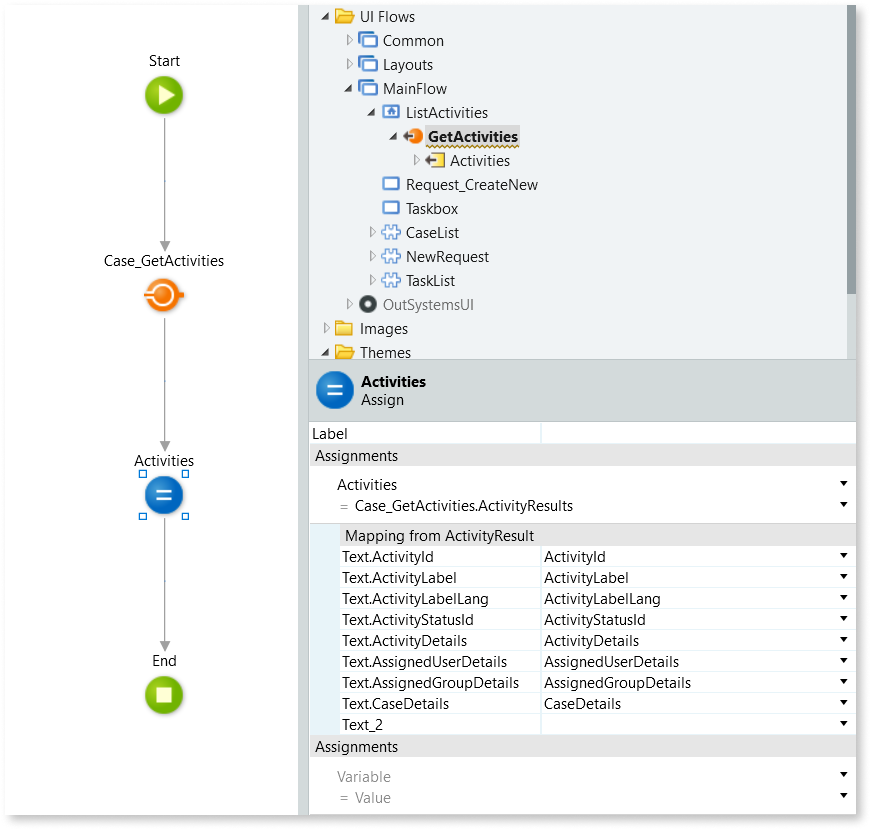 Start
Case_GetActivities
Activities
End
UI Flows
Common
Layouts
MainFlow
ListActivities
GetActivities
Activities
Request_CreateNew
Taskbox
CaseList
NewRequest
TaskList
OutSystemsUI
Images
Themes
Activities
Assign
Label
Assignments
Activities
= Case_GetActivities.ActivityResults
Mapping from ActivityResult
Text.ActivityId ActivityId
Text.ActivityLabel ActivityLabel
Text.ActivityLabelLang ActivityLabelLang
Text.ActivityStatusId ActivityStatusId
Text.ActivityDetails ActivityDetails
Text.AssignedUserDetails AssignedUserDetails
Text.AssignedGroupDetails AssignedGroupDetails
Text.CaseDetails CaseDetails
Text_2
Assignments
Variable
= Value